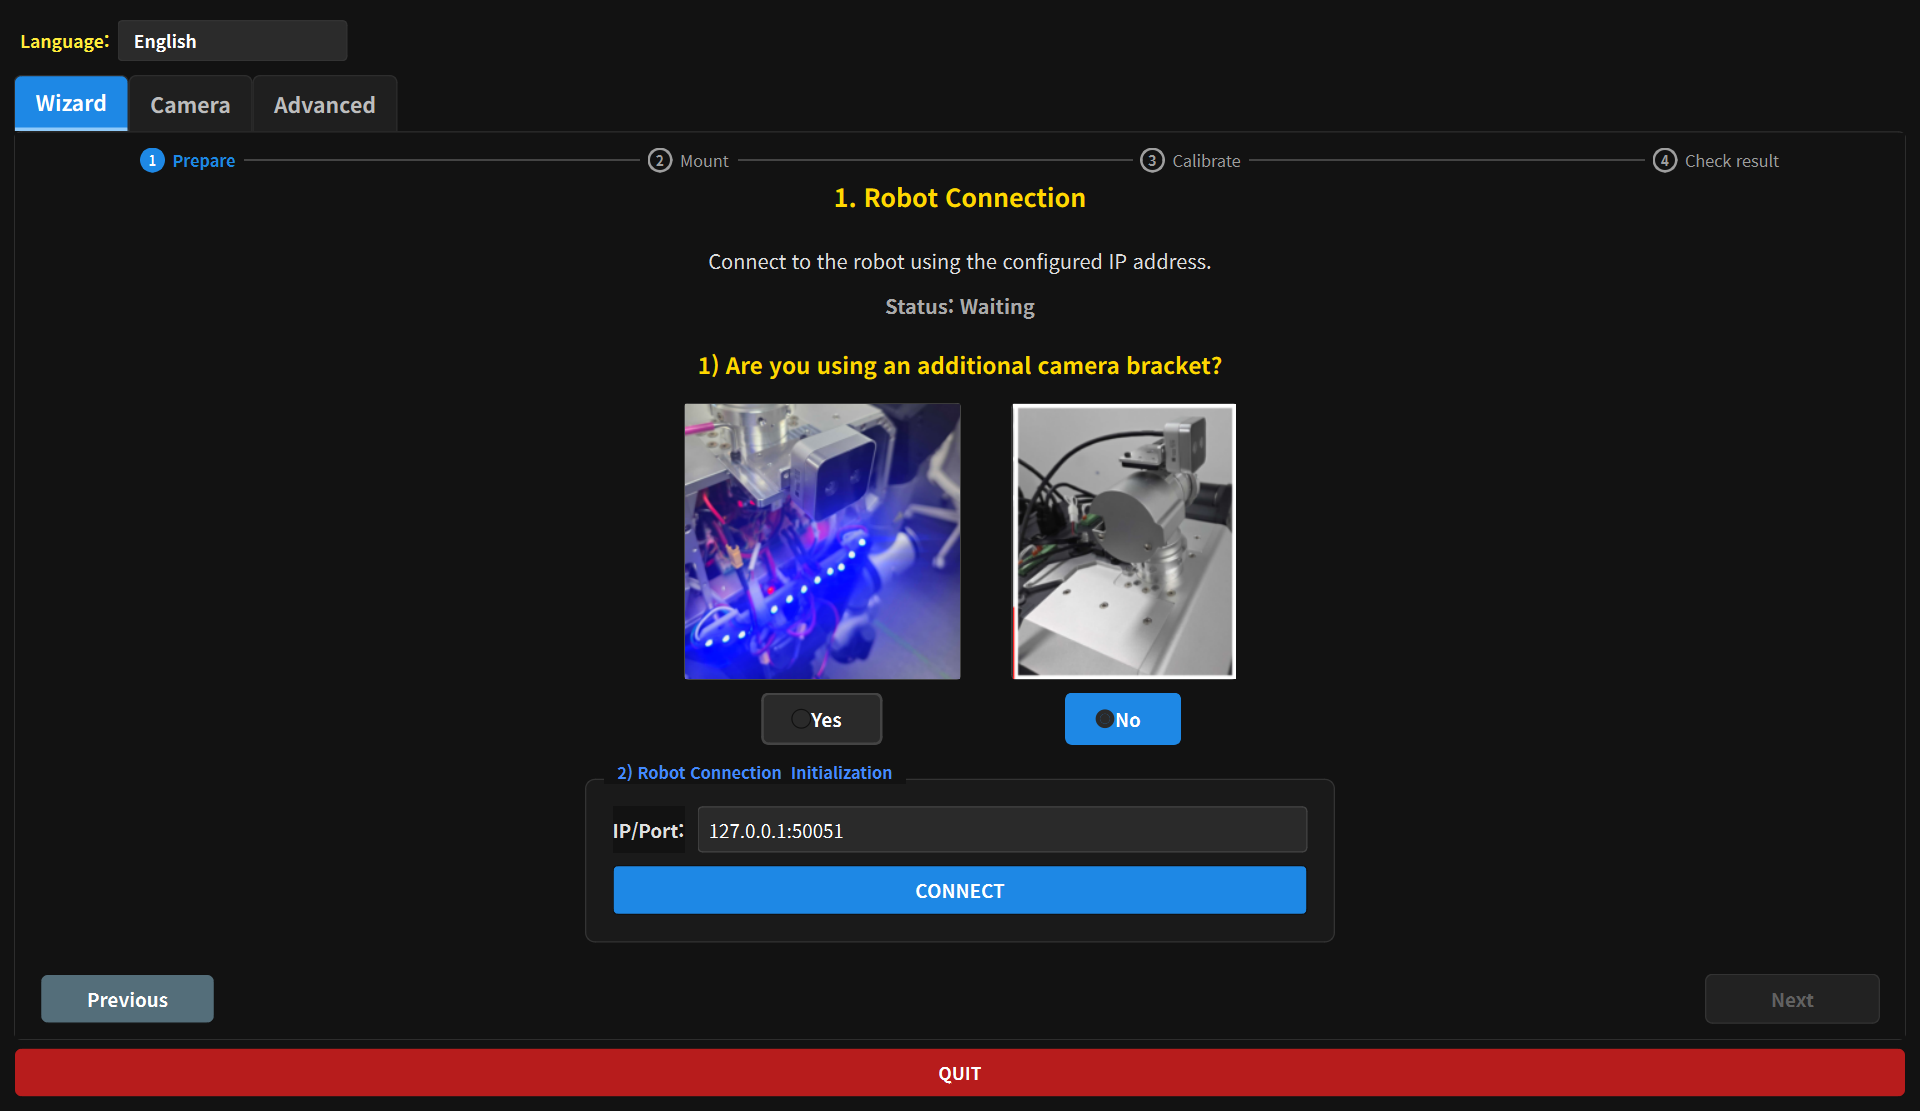 Language: English
Wizard Camera Advanced
1 Prepare 2 Mount 3 Calibrate 4 Check result
1. Robot Connection
Connect to the robot using the configured IP address.
Status: Waiting
1) Are you using an additional camera bracket?
Yes No
2) Robot Connection Initialization
IP/Port: 127.0.0.1:50051
CONNECT
Previous Next
QUIT